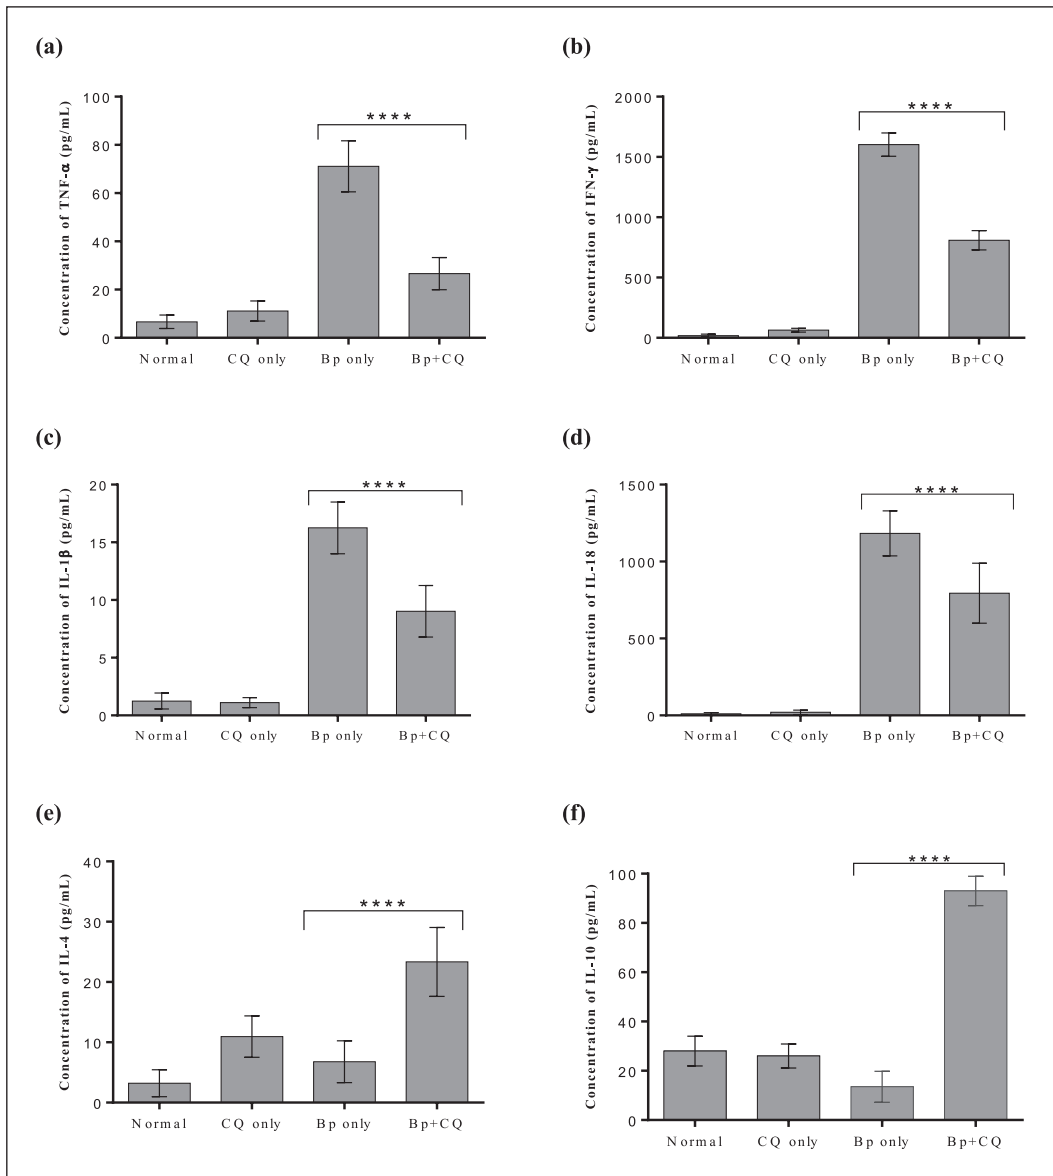 (a)
Concentration of TNF-α (pg/mL)
100
80
60
40
20
0
****
Normal CQ only Bp only Bp+CQ
(b)
Concentration of IFN-γ (pg/mL)
2000
1500
1000
500
0
****
Normal CQ only Bp only Bp+CQ
(c)
Concentration of IL-1β (pg/mL)
20
15
10
5
0
****
Normal CQ only Bp only Bp+CQ
(d)
Concentration of IL-18 (pg/mL)
1500
1000
500
0
****
Normal CQ only Bp only Bp+CQ
(e)
Concentration of IL-4 (pg/mL)
40
30
20
10
0
****
Normal CQ only Bp only Bp+CQ
(f)
Concentration of IL-10 (pg/mL)
100
80
60
40
20
0
****
Normal CQ only Bp only Bp+CQ